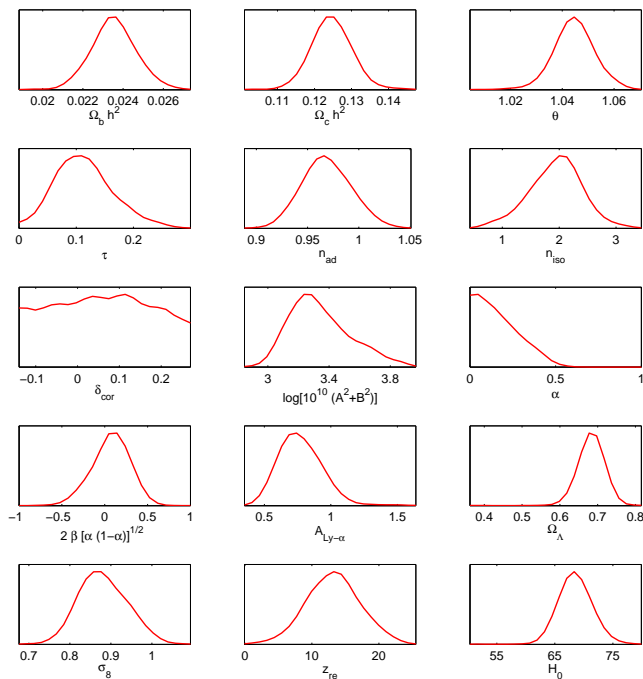 0.02 0.022 0.024 0.026
Ω_b h^2
0.11 0.12 0.13 0.14
Ω_c h^2
1.02 1.04 1.06
θ
0 0.1 0.2
τ
0.9 0.95 1 1.05
n_ad
1 2 3
n_iso
−0.1 0 0.1 0.2
δ_cor
3 3.4 3.8
log[10^10 (A^2+B^2)]
0 0.5 1
α
−1 −0.5 0 0.5 1
2 β [α (1−α)]^1/2
0.5 1 1.5
A_Ly−α
0.4 0.5 0.6 0.7 0.8
Ω_Λ
0.7 0.8 0.9 1
σ_8
0 10 20
z_re
55 65 75
H_0